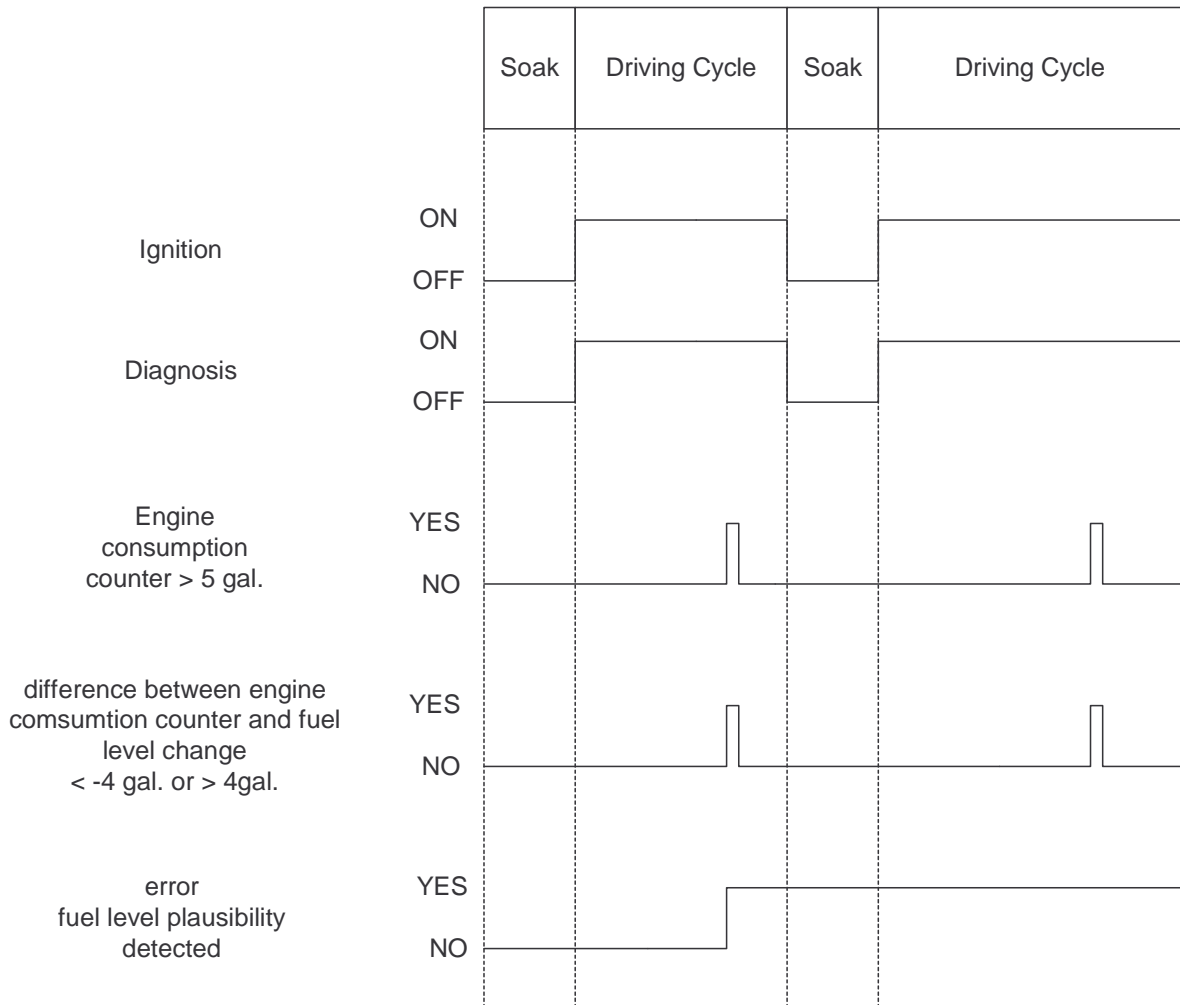 Soak Driving Cycle Soak Driving Cycle
ON
Ignition
OFF
ON
Diagnosis
OFF
Engine
consumption
counter > 5 gal.
YES
NO
difference between engine
comsumtion counter and fuel
level change
< -4 gal. or > 4gal.
YES
NO
error
fuel level plausibility
detected
YES
NO